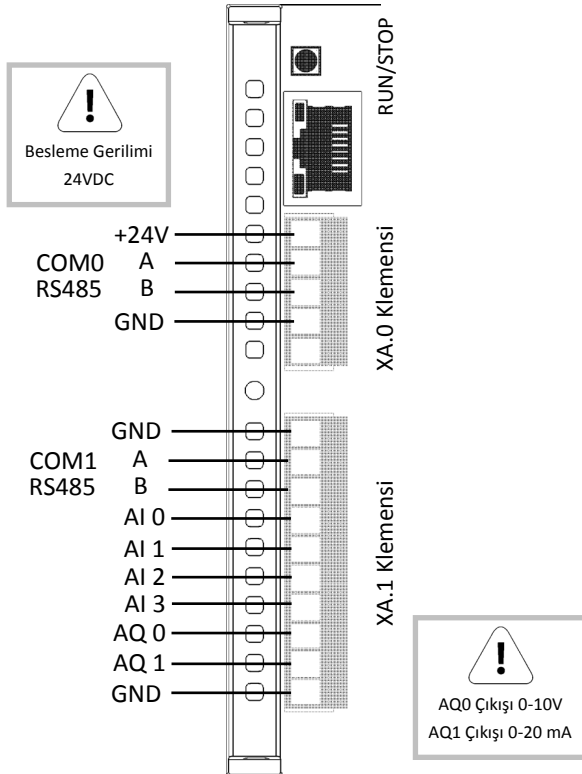 RUN/STOP
!
Besleme Gerilimi
24VDC
+24V
COM0 A
RS485 B
GND
XA.0 Klemensi
GND
COM1 A
RS485 B
AI 0
AI 1
AI 2
AI 3
AQ 0
AQ 1
GND
XA.1 Klemensi
!
AQ0 Çıkışı 0-10V
AQ1 Çıkışı 0-20 mA